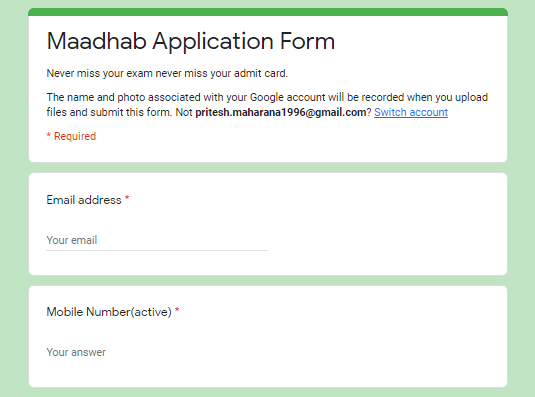 Maadhab Application Form
Never miss your exam never miss your admit card.
The name and photo associated with your Google account will be recorded when you upload
files and submit this form. Not pritesh.maharana1996@gmail.com? Switch account
* Required
Email address *
Your email
Mobile Number(active) *
Your answer